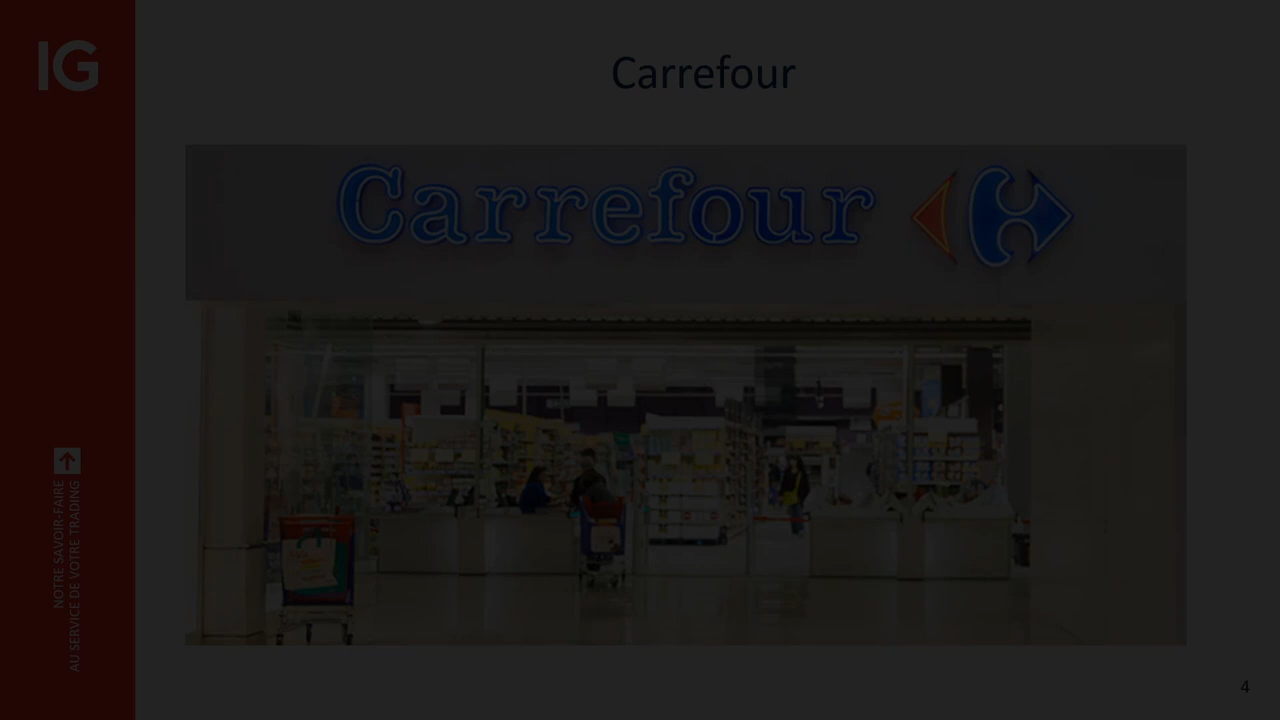 IG
Carrefour
Carrefour
NOTRE SAVOIR-FAIRE
AU SERVICE DE VOTRE TRADING
4